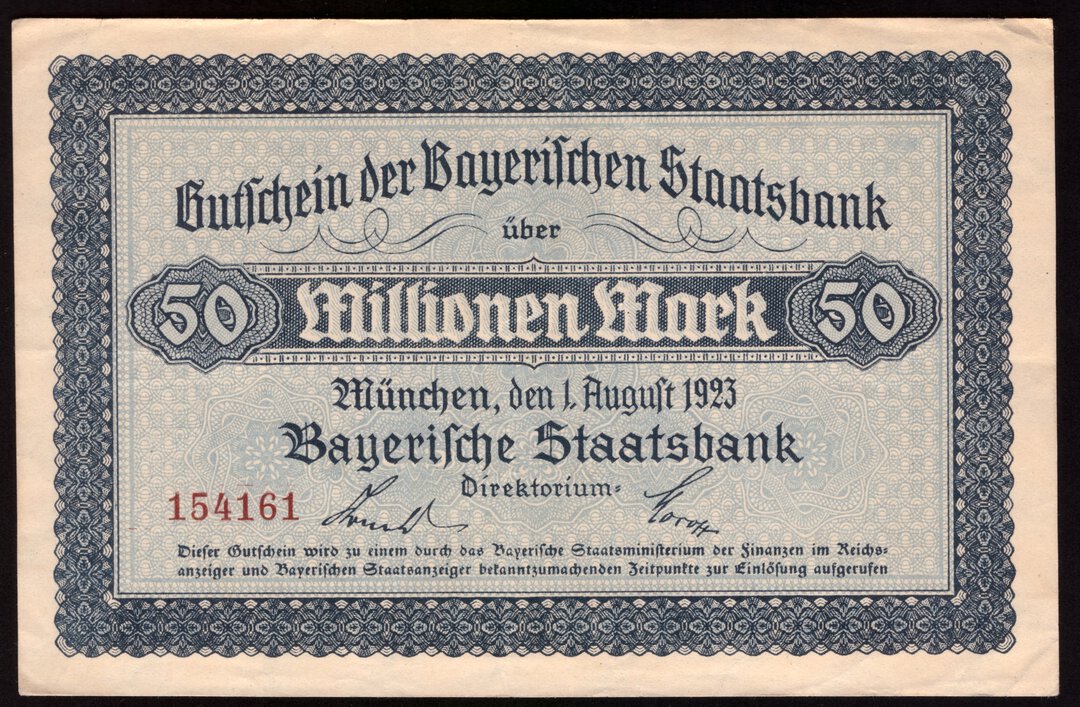 Gutschein der Bayerischen Staatsbank
über
50 Millionen Mark 50
München, den 1. August 1923
Bayerische Staatsbank
Direktorium:
154161
Dieser Gutschein wird zu einem durch das Bayerische Staatsministerium der Finanzen im Reichs-
anzeiger und Bayerischen Staatsanzeiger bekanntzumachenden Zeitpunkte zur Einlösung aufgerufen